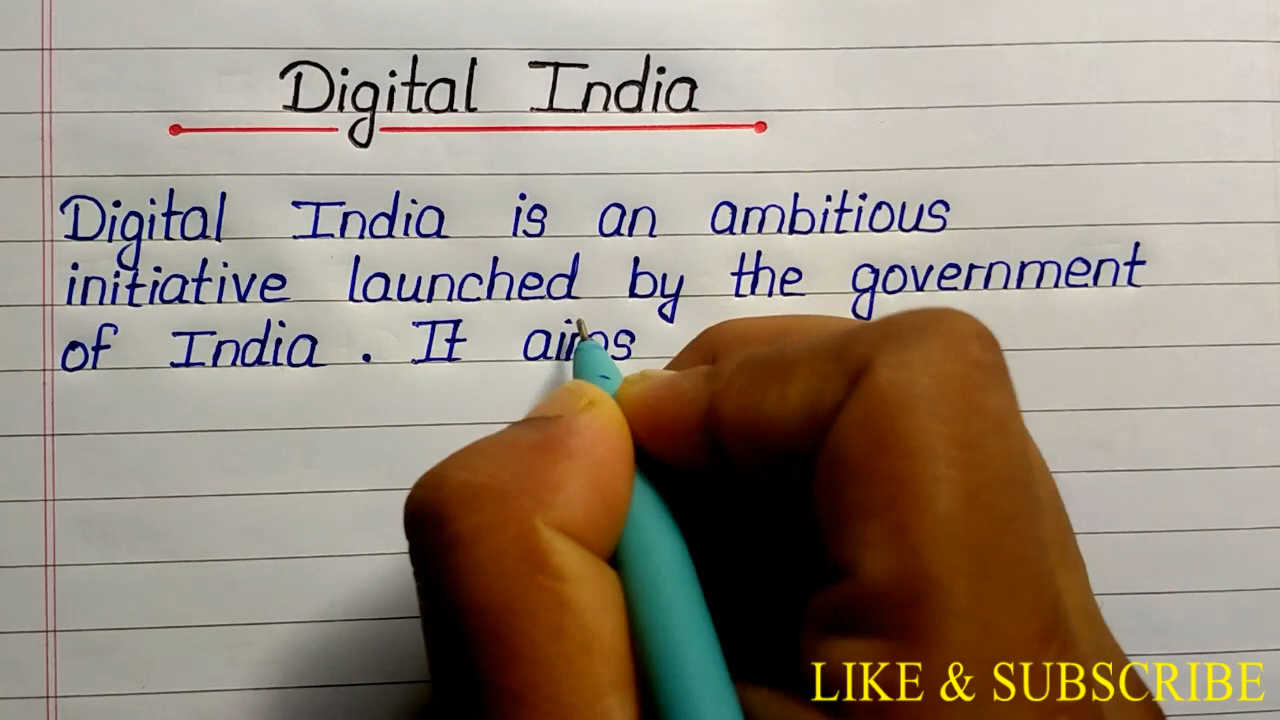 Digital India
Digital India is an ambitious
initiative launched by the government
of India. It aims
LIKE & SUBSCRIBE